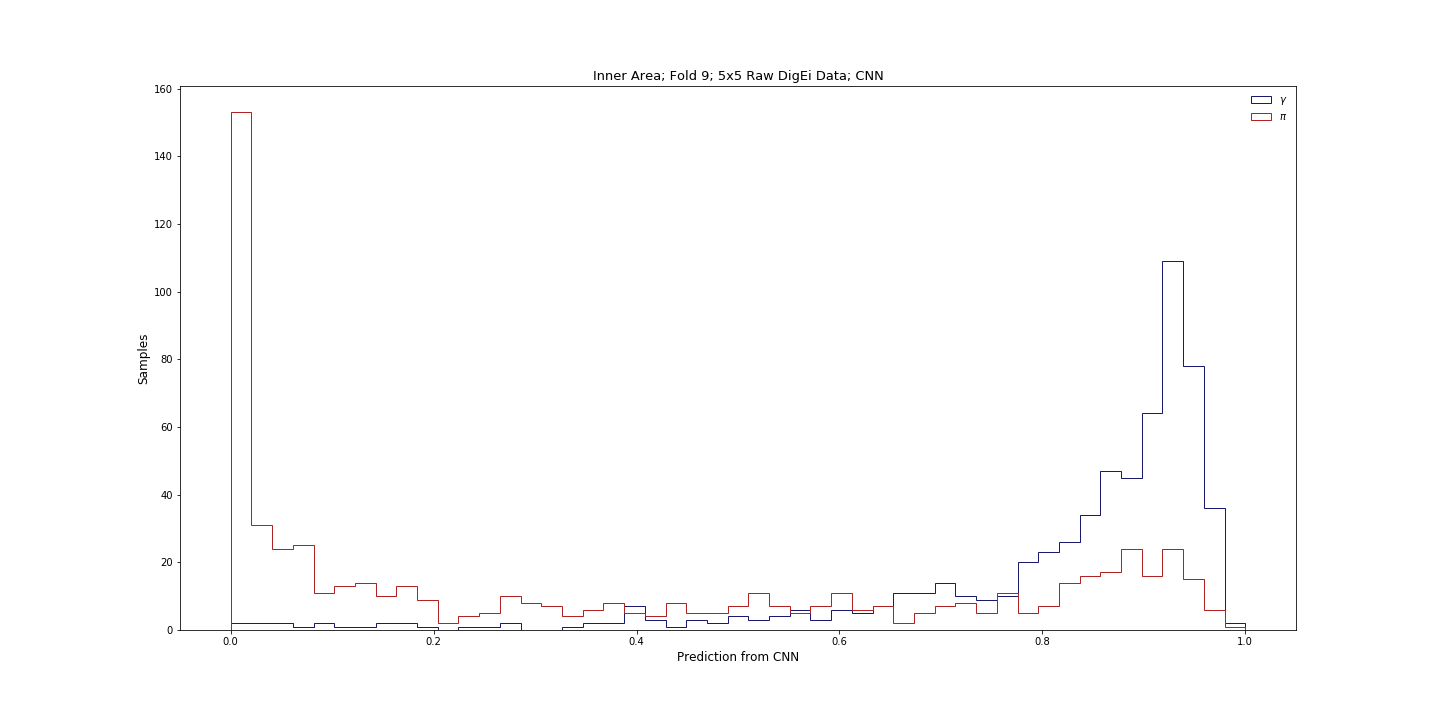 Inner Area; Fold 9; 5x5 Raw DigEi Data; CNN
γ
π
160
140
120
100
80
60
40
20
0
Samples
0.0 0.2 0.4 0.6 0.8 1.0
Prediction from CNN